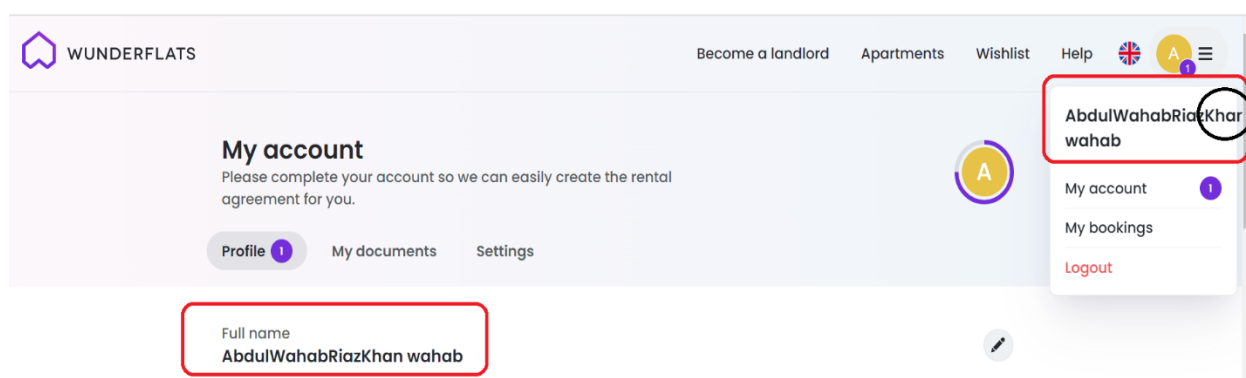 WUNDERFLATS
Become a landlord Apartments Wishlist Help A 1
AbdulWahabRiazKhan
wahab
My account
Please complete your account so we can easily create the rental
agreement for you.
A
My account 1
My bookings
Logout
Profile 1 My documents Settings
Full name
AbdulWahabRiazKhan wahab